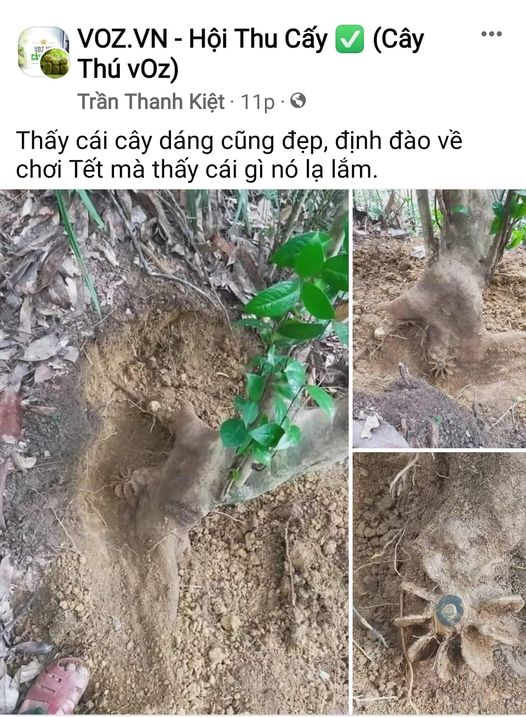 VOZ.VN - Hội Thu Cấy ✅ (Cây
Thú vOz)
Trần Thanh Kiệt · 11p ·
Thấy cái cây dáng cũng đẹp, định đào về
chơi Tết mà thấy cái gì nó lạ lắm.